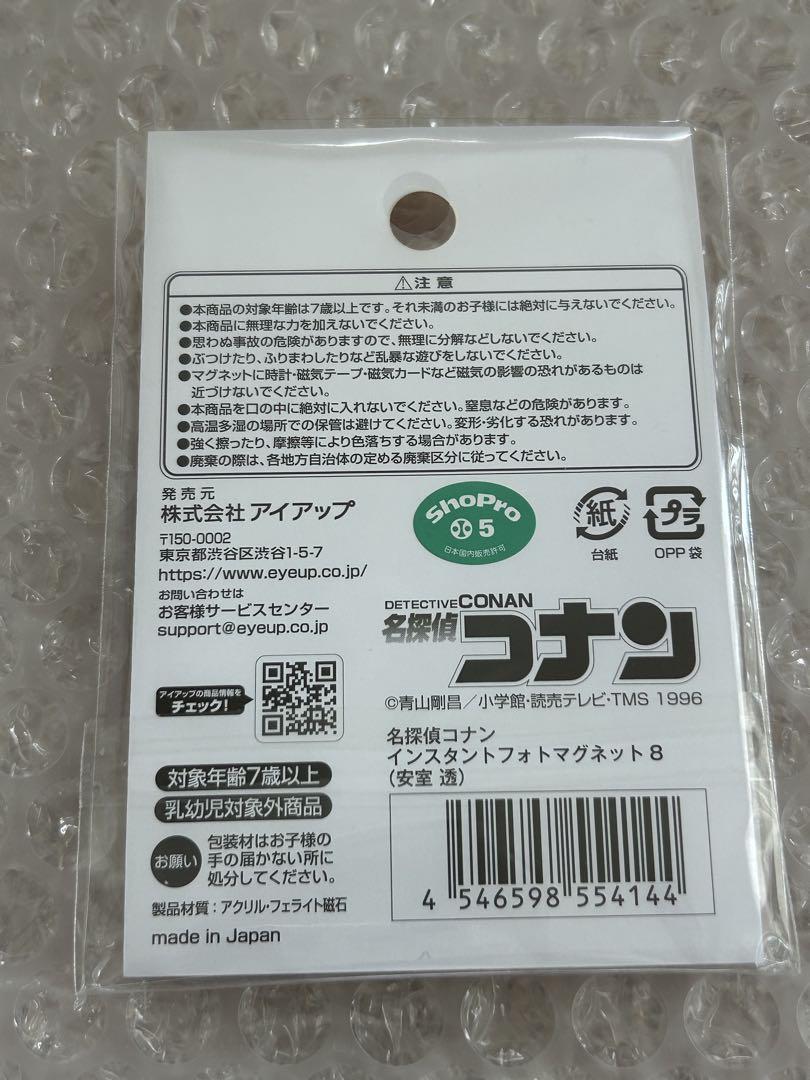 ⚠注意
●本商品の対象年齢は7歳以上です。それ未満のお子様には絶対に与えないでください。
●本商品に無理な力を加えないでください。
●思わぬ事故の危険がありますので、無理に分解などしないでください。
●ぶつけたり、ふりまわしたりなど乱暴な遊びをしないでください。
●マグネットに時計・磁気テープ・磁気カードなど磁気の影響の恐れがあるものは
近づけないでください。
●本商品を口の中に絶対に入れないでください。窒息などの危険があります。
●高温多湿の場所での保管は避けてください。変形・劣化する恐れがあります。
●強く擦ったり、摩擦等により色落ちする場合があります。
●廃棄の際は、各地方自治体の定める廃棄区分に従ってください。
発売元
株式会社 アイアップ
〒150-0002
東京都渋谷区渋谷1-5-7
https://www.eyeup.co.jp/
お問い合わせは
お客様サービスセンター
support@eyeup.co.jp
アイアップの商品情報を
チェック!
対象年齢7歳以上
乳幼児対象外商品
お願い
包装材はお子様の
手の届かない所に
処分してください。
製品材質:アクリル・フェライト磁石
made in Japan
ShoPro
5
日本国内販売許可
紙
台紙
プラ
OPP 袋
DETECTIVE CONAN
名探偵コナン
©青山剛昌/小学館・読売テレビ・TMS 1996
名探偵コナン
インスタントフォトマグネット8
(安室 透)
4 546598 554144